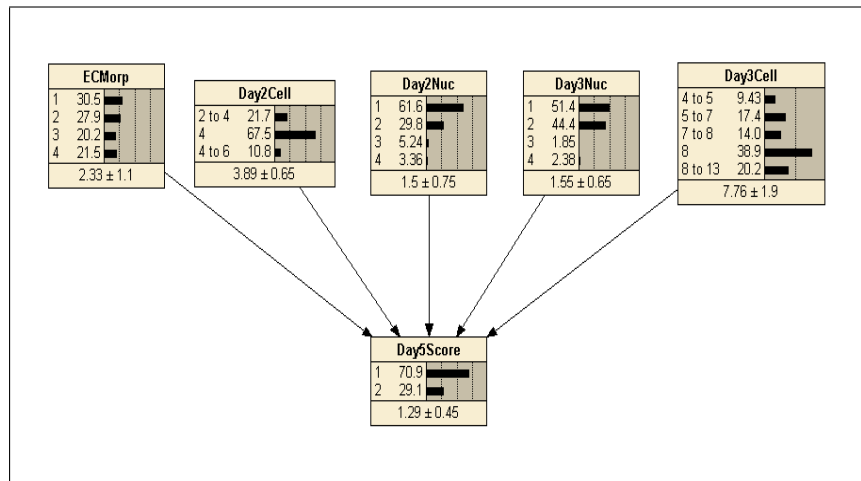 ECMorp
1 30.5
2 27.9
3 20.2
4 21.5
2.33 ± 1.1
Day2Cell
2 to 4 21.7
4 67.5
4 to 6 10.8
3.89 ± 0.65
Day2Nuc
1 61.6
2 29.8
3 5.24
4 3.36
1.5 ± 0.75
Day3Nuc
1 51.4
2 44.4
3 1.85
4 2.38
1.55 ± 0.65
Day3Cell
4 to 5 9.43
5 to 7 17.4
7 to 8 14.0
8 38.9
8 to 13 20.2
7.76 ± 1.9
Day5Score
1 70.9
2 29.1
1.29 ± 0.45